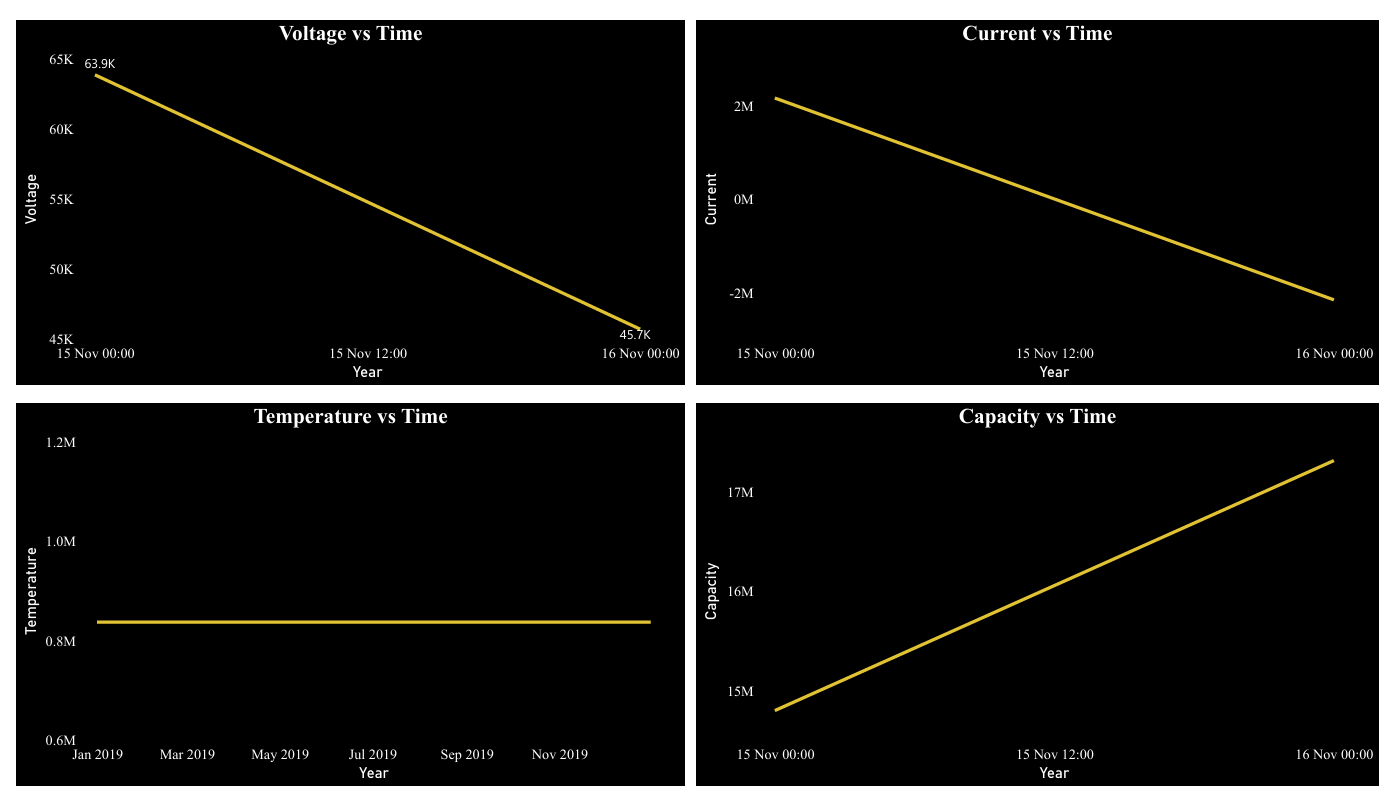 Voltage vs Time
65K
63.9K
60K
55K
50K
45.7K
45K
Voltage
15 Nov 00:00 15 Nov 12:00 16 Nov 00:00
Year
Current vs Time
2M
0M
-2M
Current
15 Nov 00:00 15 Nov 12:00 16 Nov 00:00
Year
Temperature vs Time
1.2M
1.0M
0.8M
0.6M
Temperature
Jan 2019 Mar 2019 May 2019 Jul 2019 Sep 2019 Nov 2019
Year
Capacity vs Time
17M
16M
15M
Capacity
15 Nov 00:00 15 Nov 12:00 16 Nov 00:00
Year